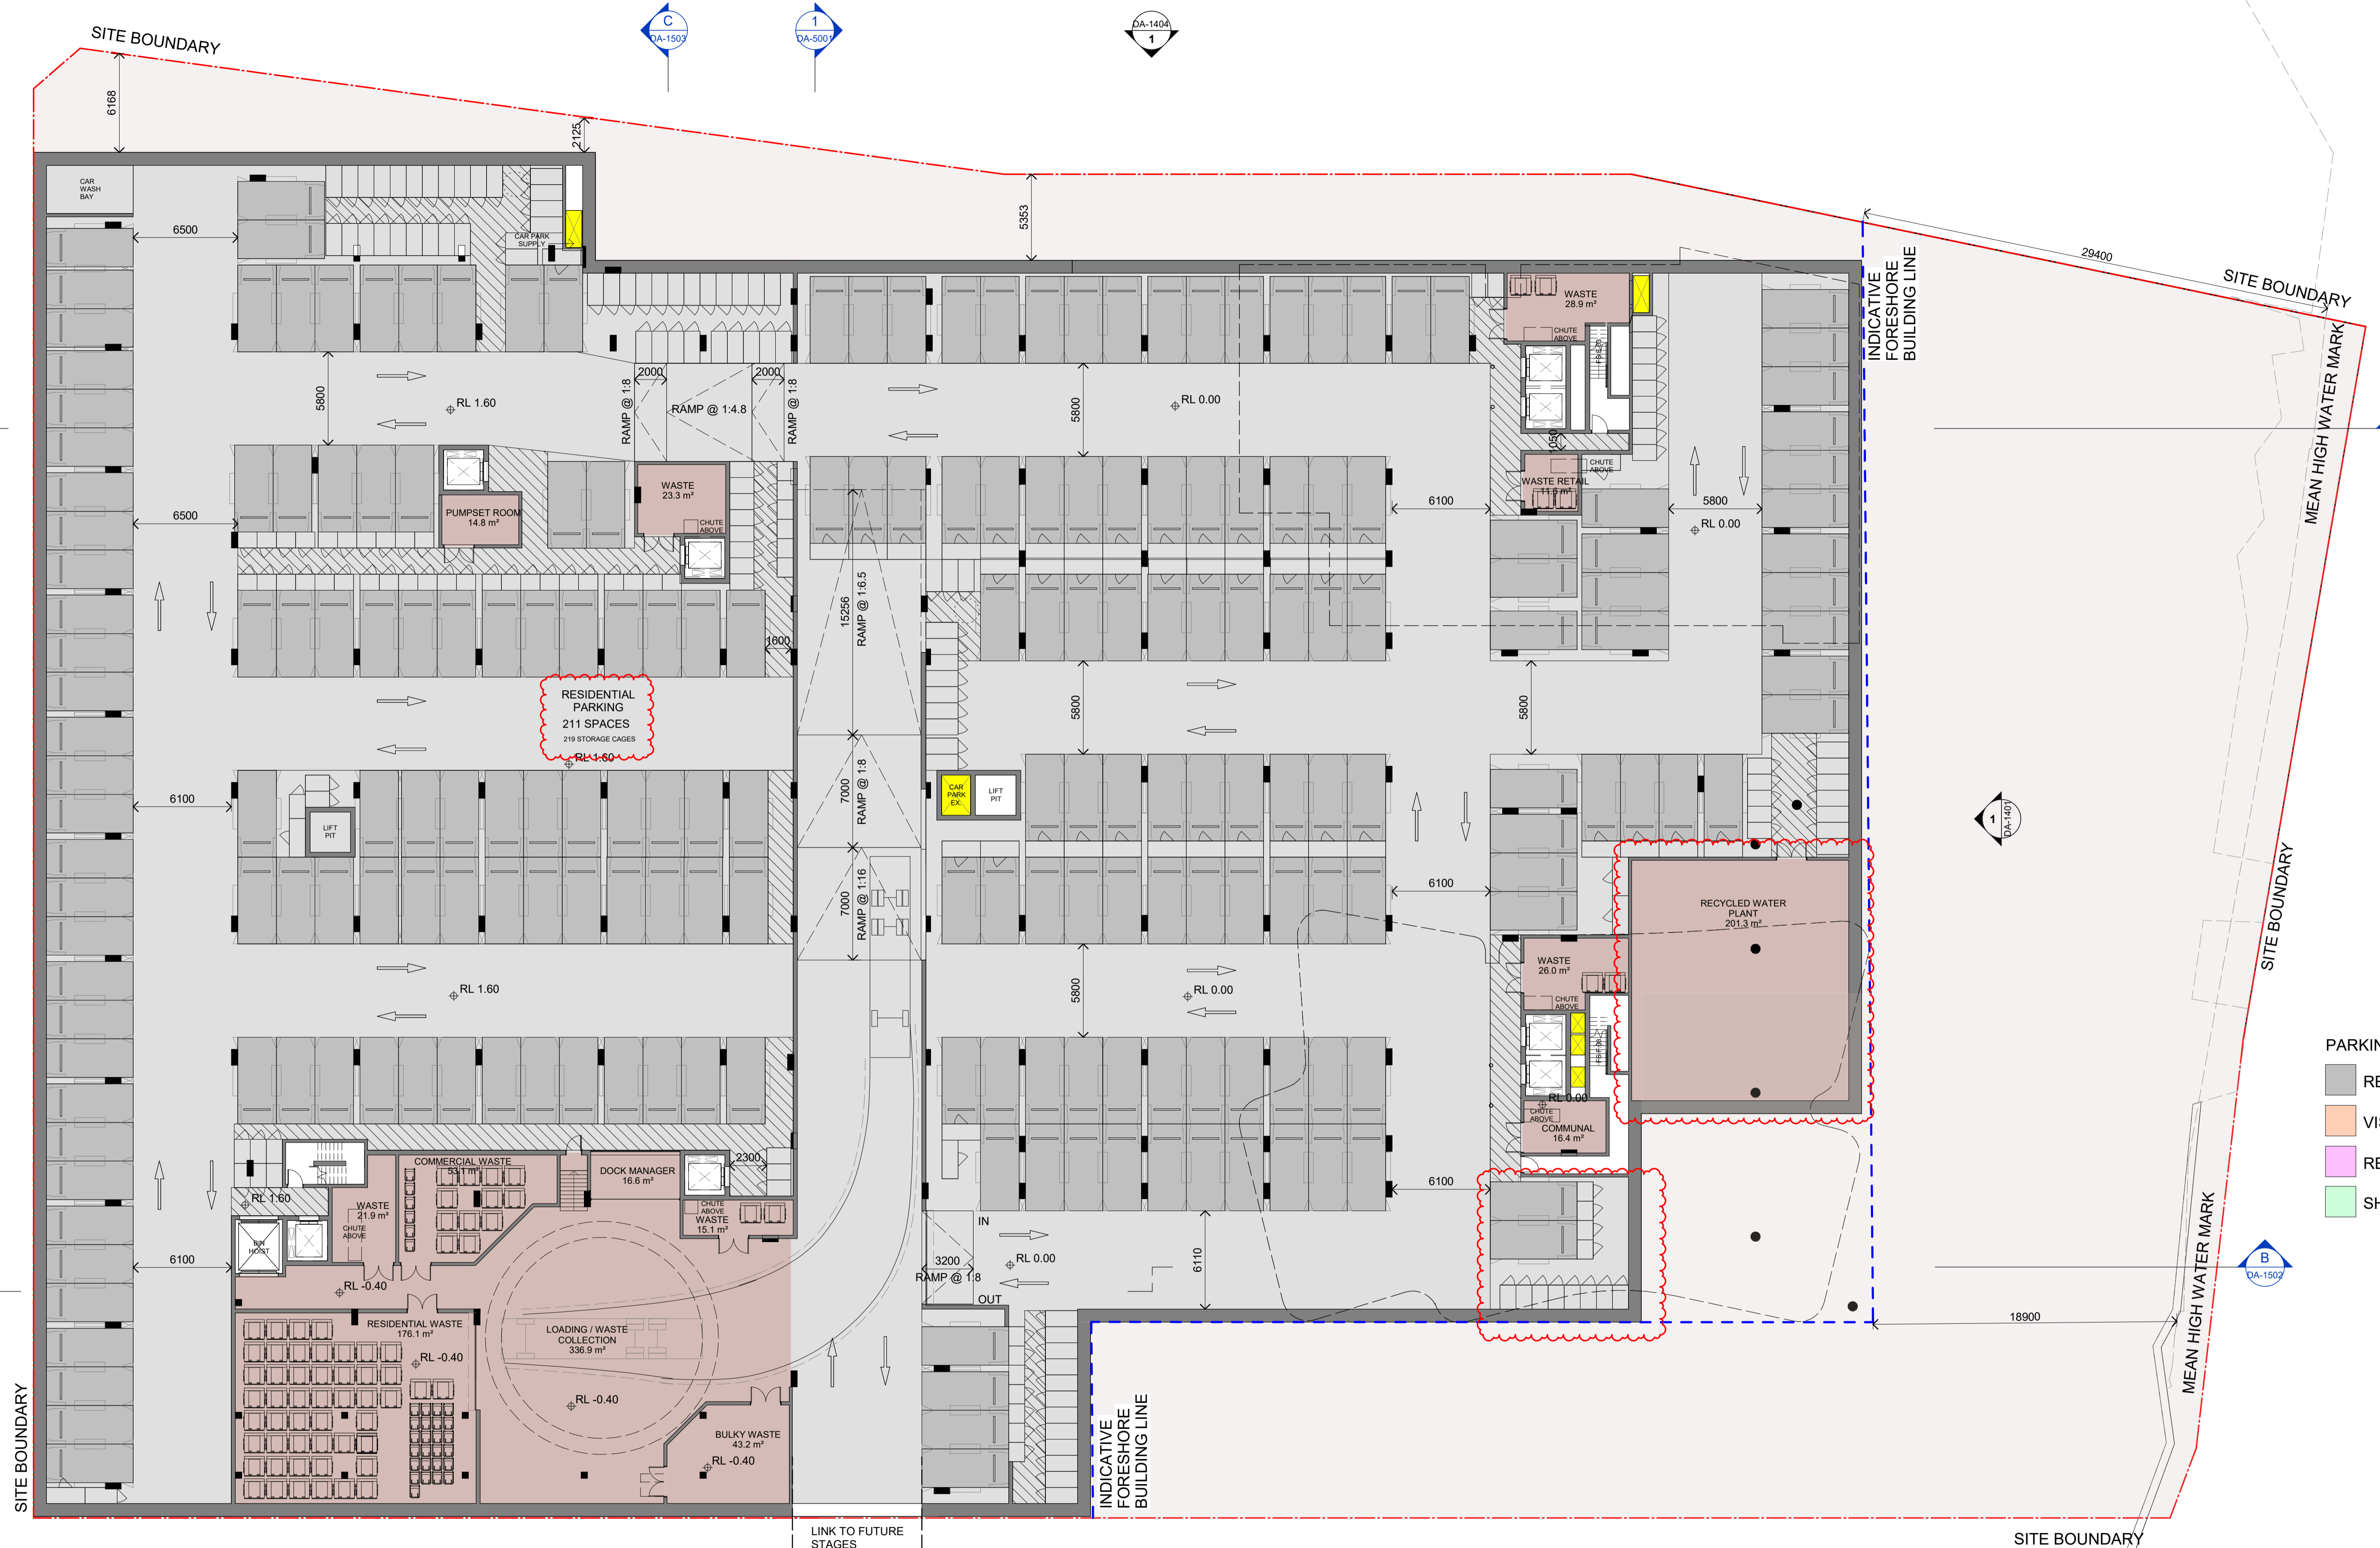 C
DA-1503
1
DA-5001
DA-1404
1
SITE BOUNDARY
6168
2125
5353
29400
SITE BOUNDARY
CAR
WASH
BAY
6500
CAR PARK
SUPPLY
WASTE
28.9 m²
CHUTE
ABOVE
INDICATIVE
FORESHORE
BUILDING LINE
MEAN HIGH WATER MARK
5800
RL 1.60
RAMP @ 1:8
2000
RAMP @ 1:4.8
2000
RAMP @ 1:8
5800
RL 0.00
1050
CHUTE
ABOVE
WASTE RETAIL
11.6 m²
6500
PUMPSET ROOM
14.8 m²
WASTE
23.3 m²
CHUTE
ABOVE
6100
5800
RL 0.00
15256
RAMP @ 1:6.5
1600
RESIDENTIAL
PARKING
211 SPACES
219 STORAGE CAGES
RL 1.60
5800
5800
6100
LIFT
PIT
7000
RAMP @ 1:8
CAR
PARK
EX.
LIFT
PIT
1
DA-1401
7000
RAMP @ 1:16
6100
RECYCLED WATER
PLANT
201.3 m²
SITE BOUNDARY
WASTE
26.0 m²
CHUTE
ABOVE
RL 1.60
5800
RL 0.00
RL 0.00
CHUTE
ABOVE
COMMUNAL
16.4 m²
PARKIN
RE
VIS
RE
SH
COMMERCIAL WASTE
53.1 m²
DOCK MANAGER
16.6 m²
2300
6100
RL 1.60
WASTE
21.9 m²
CHUTE
ABOVE
CHUTE
ABOVE
WASTE
15.1 m²
BIN
HOIST
IN
6100
3200
RAMP @ 1:8
RL 0.00
OUT
6110
RL -0.40
B
DA-1502
MEAN HIGH WATER MARK
18900
RESIDENTIAL WASTE
176.1 m²
RL -0.40
LOADING / WASTE
COLLECTION
336.9 m²
RL -0.40
BULKY WASTE
43.2 m²
RL -0.40
INDICATIVE
FORESHORE
BUILDING LINE
SITE BOUNDARY
LINK TO FUTURE
STAGES
SITE BOUNDARY